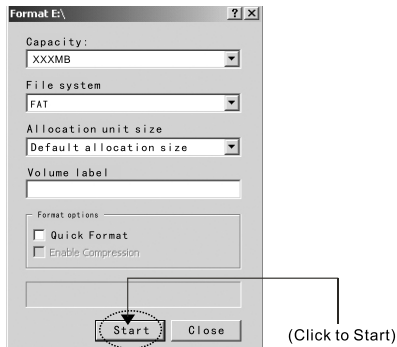 Format E:\
? X
Capacity:
XXXMB
File system
FAT
Allocation unit size
Default allocation size
Volume label
Format options
Quick Format
Enable Compression
Start Close
(Click to Start)